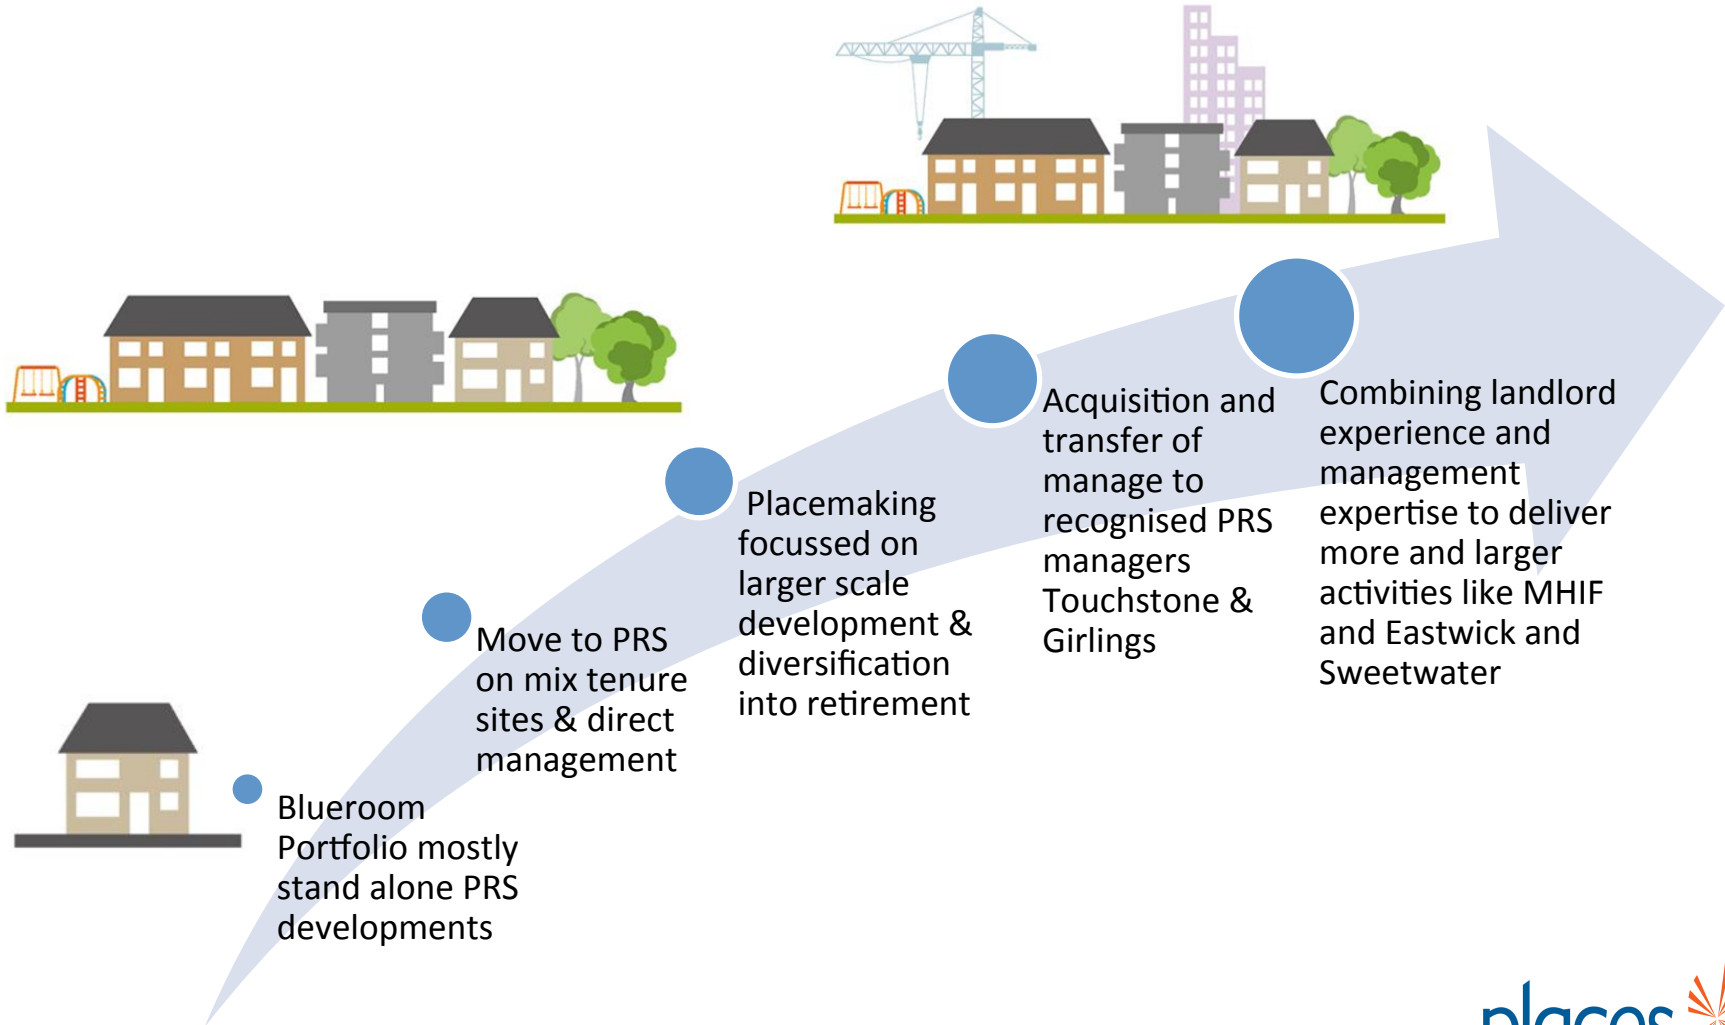 Blueroom
Portfolio mostly
stand alone PRS
developments
Move to PRS
on mix tenure
sites & direct
management
Placemaking
focussed on
larger scale
development &
diversification
into retirement
Acquisition and
transfer of
manage to
recognised PRS
managers
Touchstone &
Girlings
Combining landlord
experience and
management
expertise to deliver
more and larger
activities like MHIF
and Eastwick and
Sweetwater
places